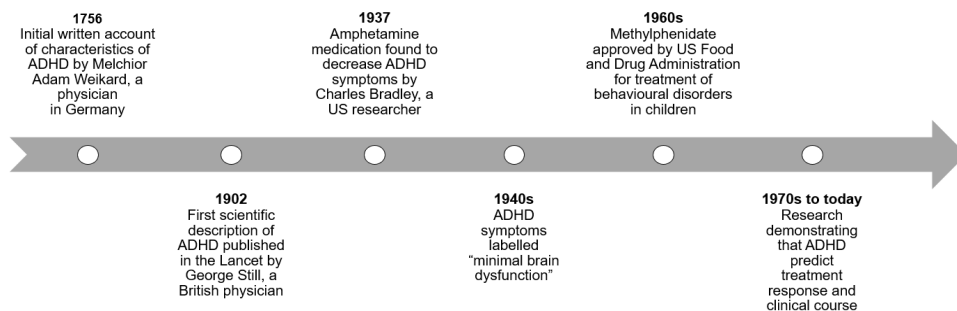 1756
Initial written account
of characteristics of
ADHD by Melchior
Adam Weikard, a
physician
in Germany
1902
First scientific
description of
ADHD published
in the Lancet by
George Still, a
British physician
1937
Amphetamine
medication found to
decrease ADHD
symptoms by
Charles Bradley, a
US researcher
1940s
ADHD
symptoms
labelled
“minimal brain
dysfunction”
1960s
Methylphenidate
approved by US Food
and Drug Administration
for treatment of
behavioural disorders
in children
1970s to today
Research
demonstrating
that ADHD
predict
treatment
response and
clinical course